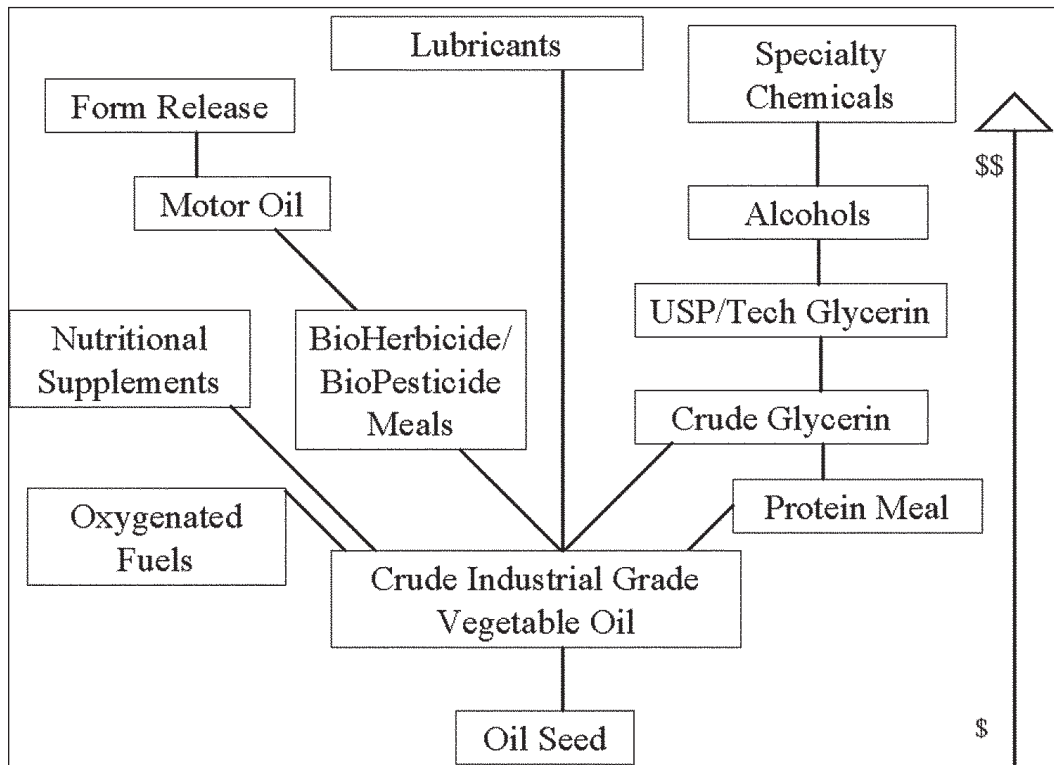 Lubricants
Specialty
Chemicals
Form Release
$$
Motor Oil
Alcohols
USP/Tech Glycerin
Nutritional
Supplements
BioHerbicide/
BioPesticide
Meals
Crude Glycerin
Protein Meal
Oxygenated
Fuels
Crude Industrial Grade
Vegetable Oil
Oil Seed
$